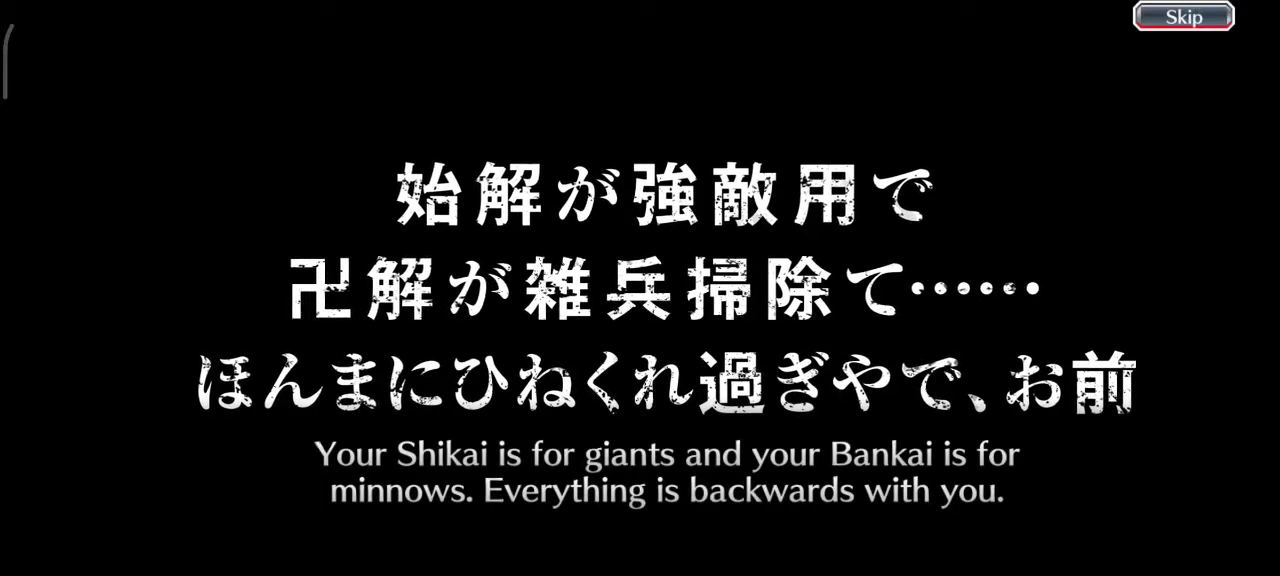 Skip
始解が強敵用で
卍解が雑兵掃除て……
ほんまにひねくれ過ぎやで、お前
Your Shikai is for giants and your Bankai is for
minnows. Everything is backwards with you.